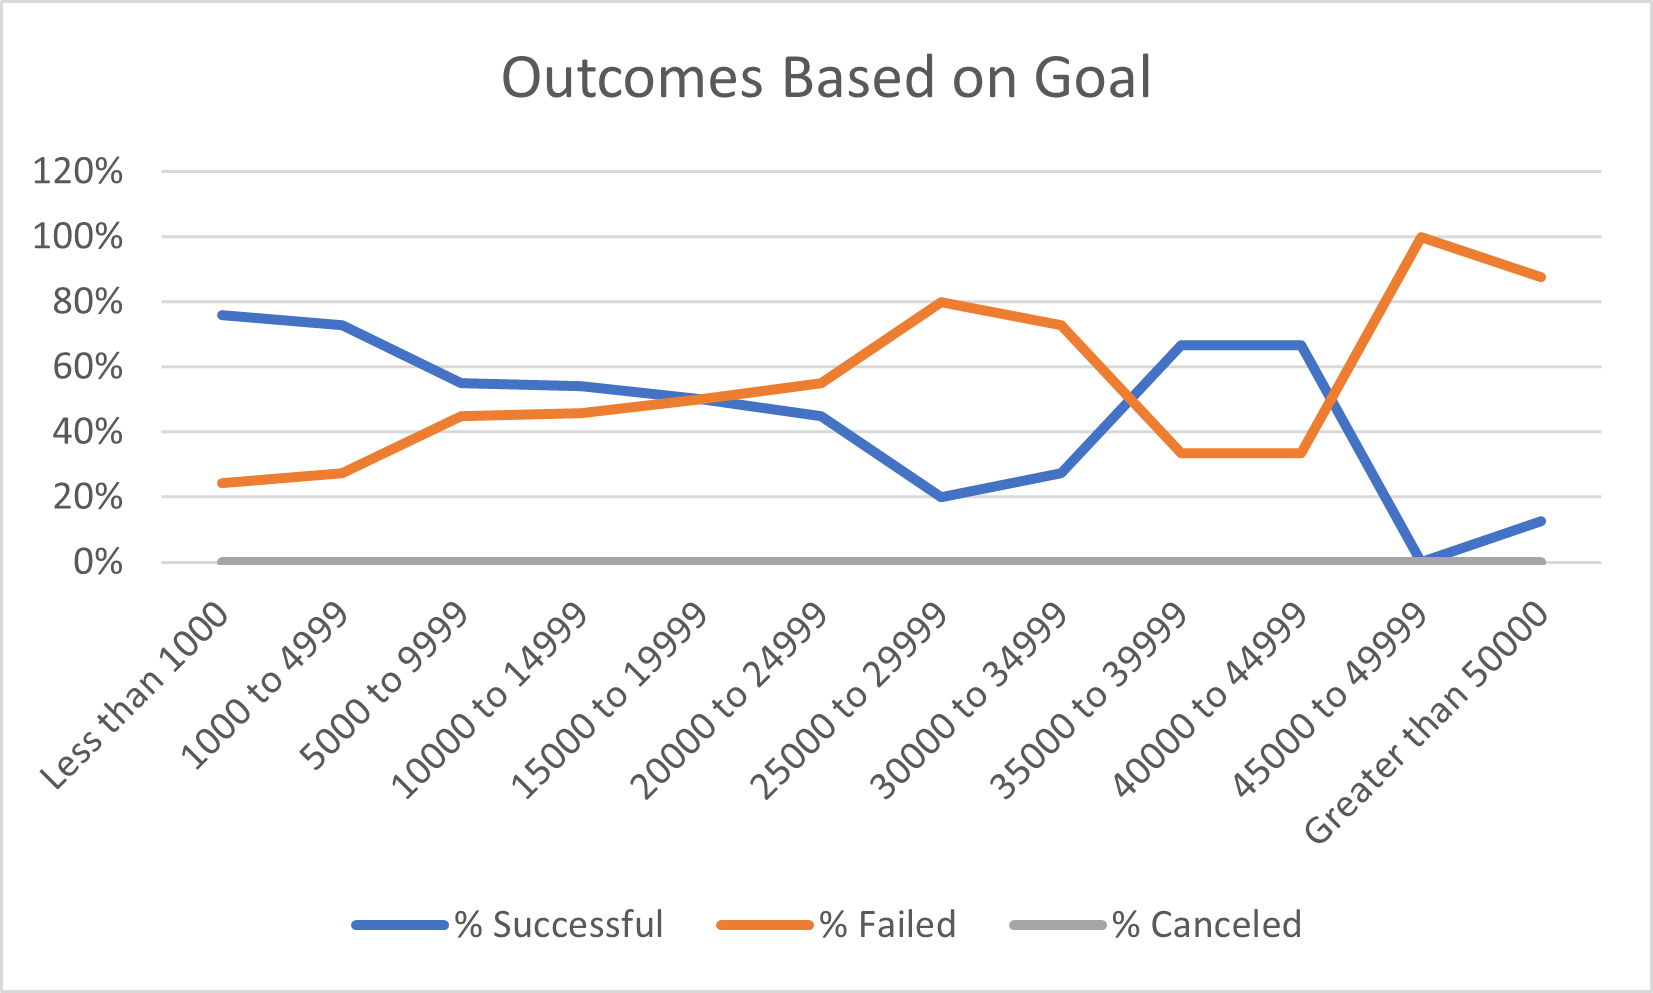 Outcomes Based on Goal
120%
100%
80%
60%
40%
20%
0%
Less than 1000
1000 to 4999
5000 to 9999
10000 to 14999
15000 to 19999
20000 to 24999
25000 to 29999
30000 to 34999
35000 to 39999
40000 to 44999
45000 to 49999
Greater than 50000
% Successful
% Failed
% Canceled